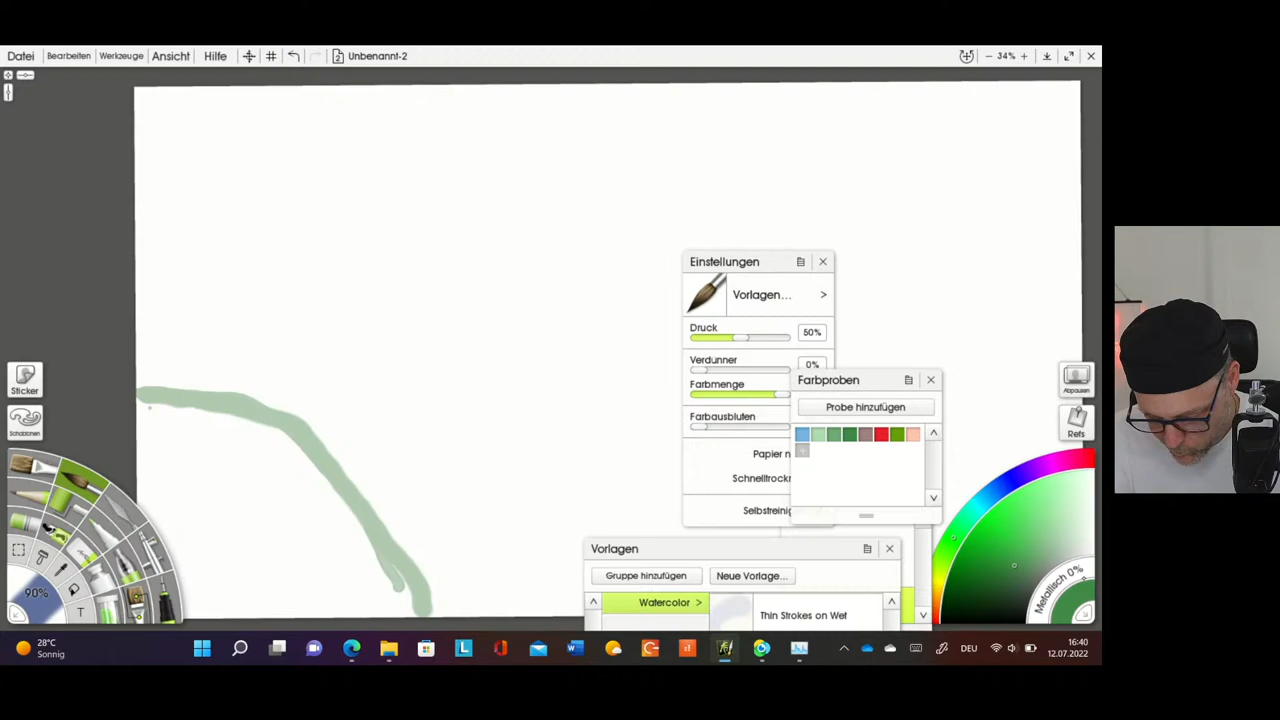 Datei Bearbeiten Werkzeuge Ansicht Hilfe 2 Unbenannt-2 34%
Einstellungen
Vorlagen...
Druck 50%
Verdünner 0%
Farbmenge
Farbausbluten
Papier n
Schnelltrockn
Selbstreinig
Farbproben
Probe hinzufügen
Sticker
Schablonen
Abpausen
Refs
90%
T
Metallisch 0%
Vorlagen
Gruppe hinzufügen Neue Vorlage...
Watercolor >
Thin Strokes on Wet
28°C
Sonnig
DEU
16:40
12.07.2022